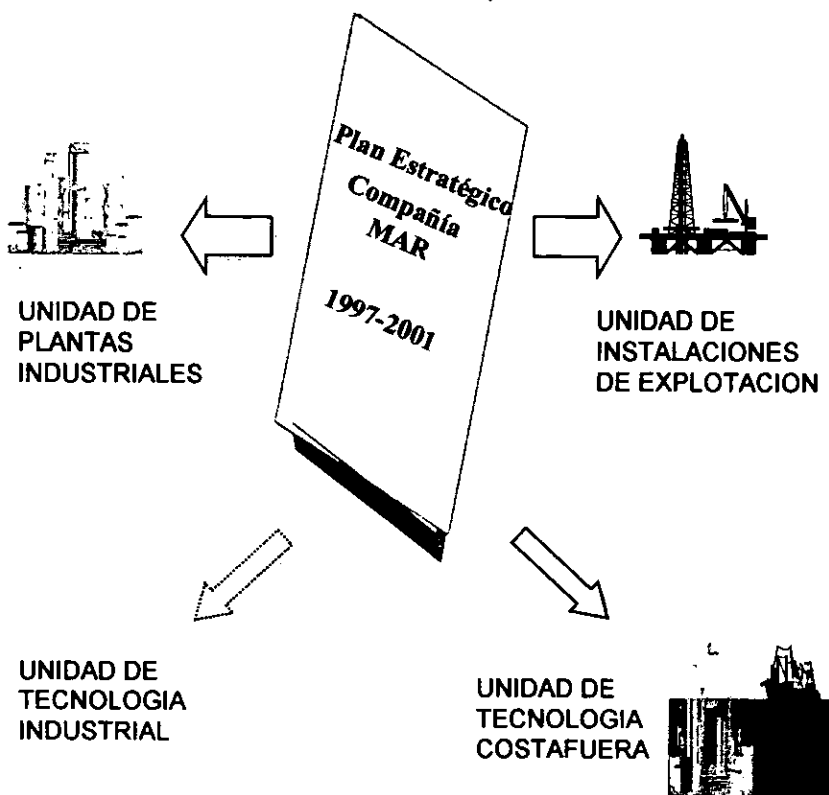 Plan Estratégico
Compañía
MAR
1997-2001
UNIDAD DE
PLANTAS
INDUSTRIALES
UNIDAD DE
INSTALACIONES
DE EXPLOTACION
UNIDAD DE
TECNOLOGIA
INDUSTRIAL
UNIDAD DE
TECNOLOGIA
COSTAFUERA